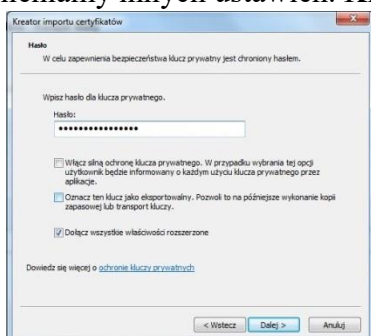 innych ustawień.
Kreator importu certyfikatów
Hasło
W celu zapewnienia bezpieczeństwa klucz prywatny jest chroniony hasłem.
Wpisz hasło dla klucza prywatnego.
Hasło:
••••••••••••••••
Włącz silną ochronę klucza prywatnego. W przypadku wybrania tej opcji
użytkownik będzie informowany o każdym użyciu klucza prywatnego przez
aplikacje.
Oznacz ten klucz jako eksportowalny. Pozwoli to na późniejsze wykonanie kopii
zapasowej lub transport kluczy.
Dołącz wszystkie właściwości rozszerzone
Dowiedz się więcej o ochronie kluczy prywatnych
< Wstecz Dalej > Anuluj